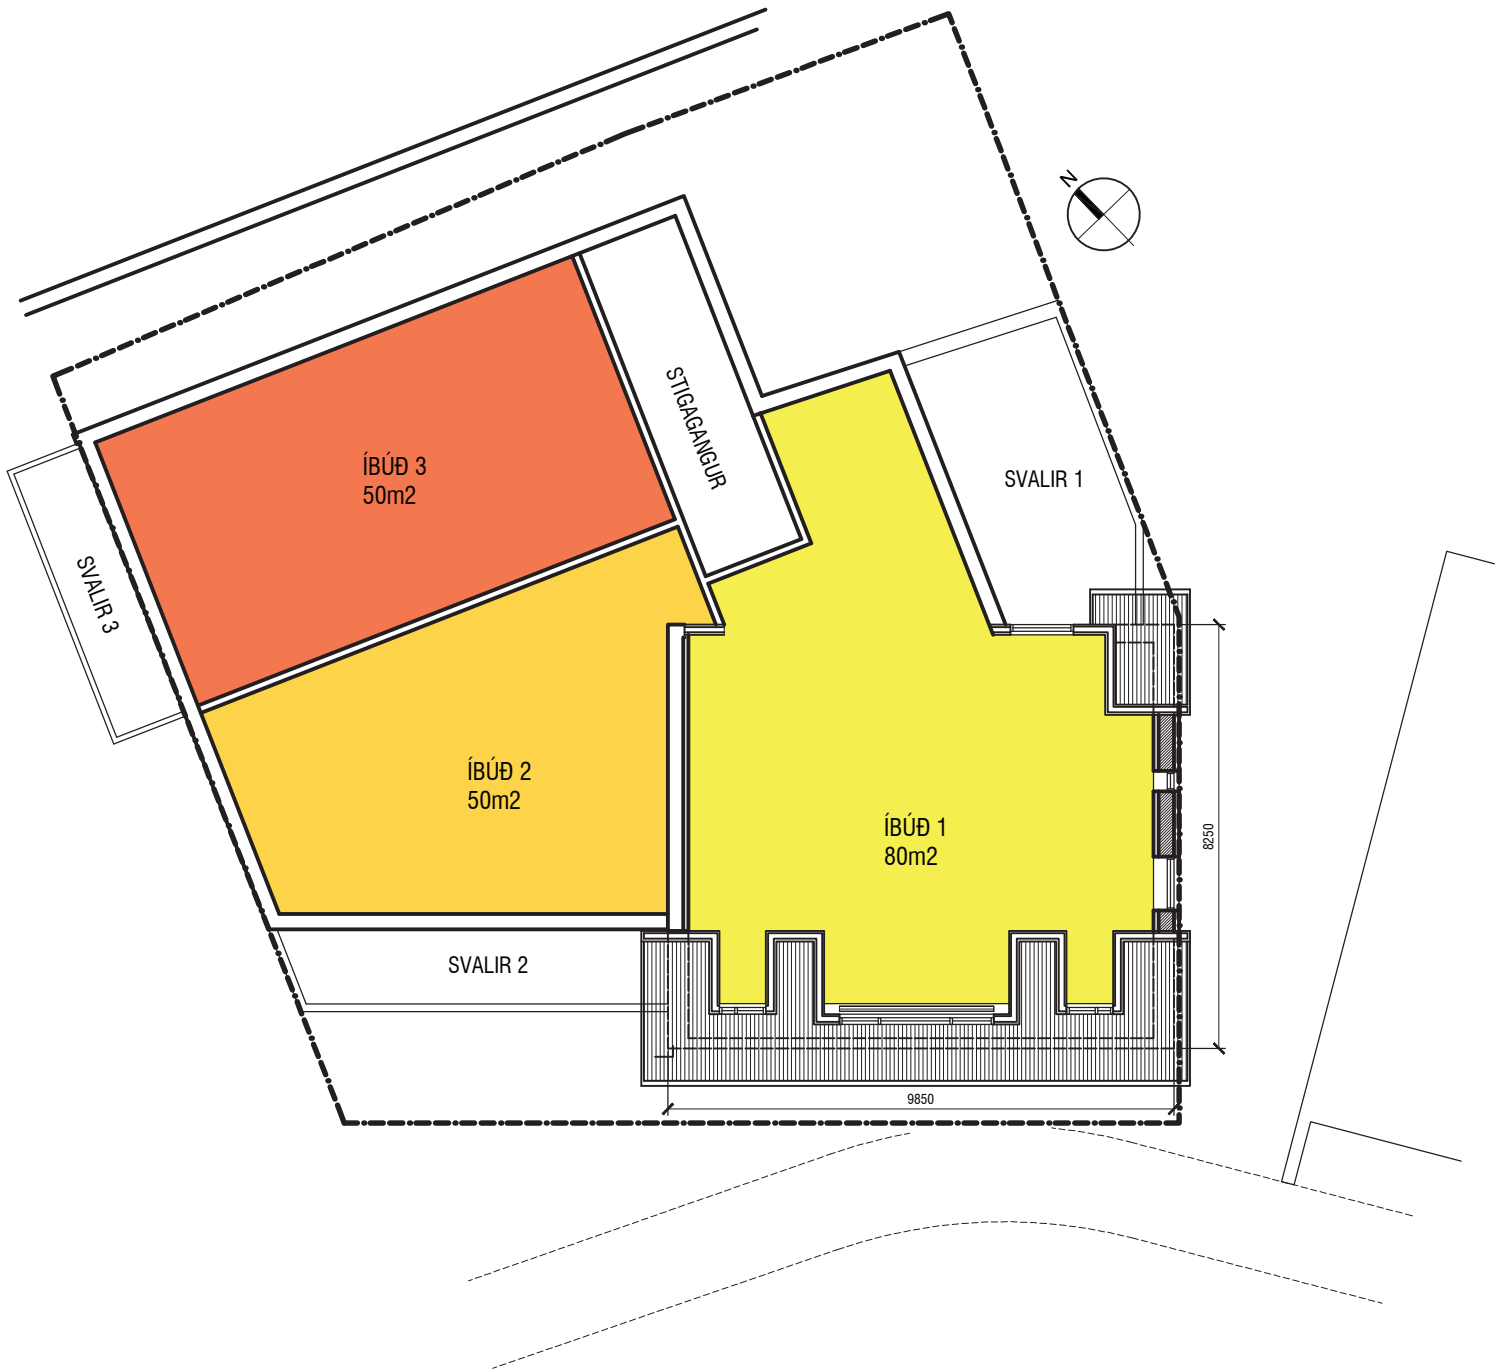 N
STIGAGANGUR
ÍBÚÐ 3
50m2
SVALIR 1
SVALIR 3
ÍBÚÐ 2
50m2
ÍBÚÐ 1
80m2
8250
SVALIR 2
9850